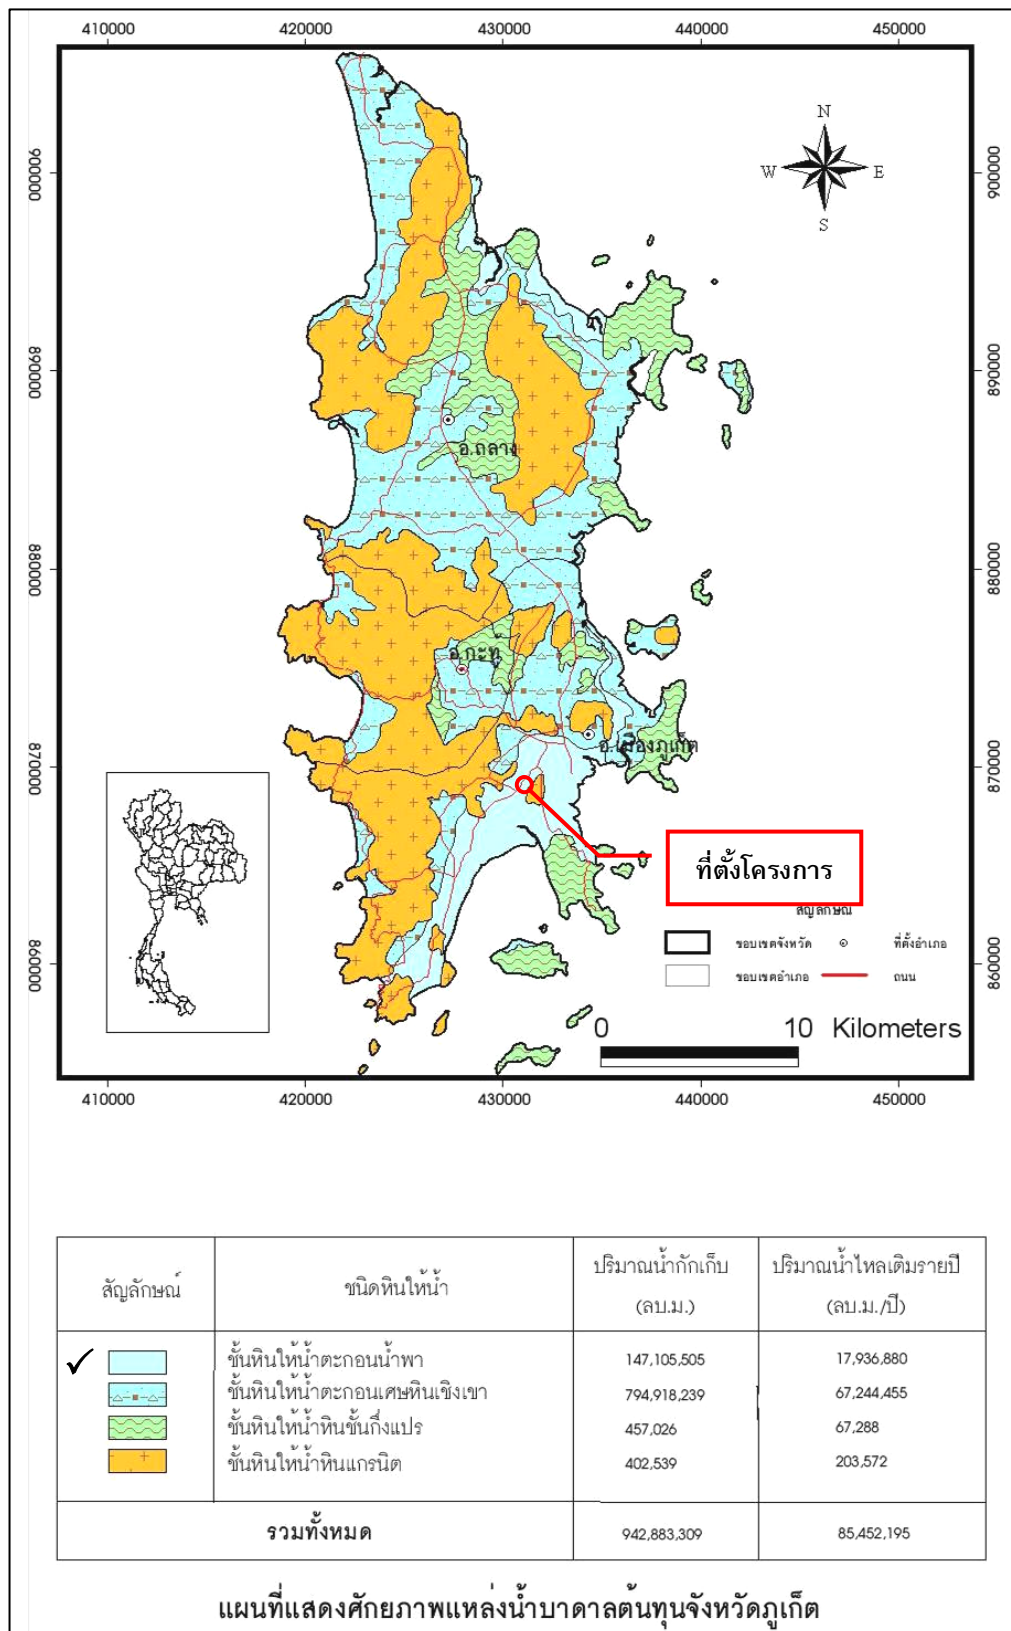 410000 420000 430000 440000 450000
N
W E
S
900000 900000
890000 890000
อ.ถลาง
880000 880000
อ.กะทู้
อ.เมืองภูเก็ต
870000 870000
ที่ตั้งโครงการ
สัญลักษณ์
ขอบเขตจังหวัด ที่ตั้งอำเภอ
ขอบเขตอำเภอ ถนน
860000 860000
0 10 Kilometers
410000 420000 430000 440000 450000
สัญลักษณ์ ชนิดหินให้น้ำ ปริมาณน้ำกักเก็บ ปริมาณน้ำไหลเติมรายปี
(ลบ.ม.) (ลบ.ม./ปี)
✓ ชั้นหินให้น้ำตะกอนน้ำพา 147,105,505 17,936,880
ชั้นหินให้น้ำตะกอนเศษหินเชิงเขา 794,918,239 67,244,455
ชั้นหินให้น้ำหินชั้นกึ่งแปร 457,026 67,288
ชั้นหินให้น้ำหินแกรนิต 402,539 203,572
รวมทั้งหมด 942,883,309 85,452,195
แผนที่แสดงศักยภาพแหล่งน้ำบาดาลต้นทุนจังหวัดภูเก็ต